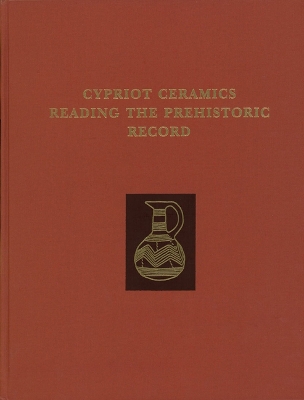 CYPRIOT CERAMICS
READING THE PREHISTORIC
RECORD